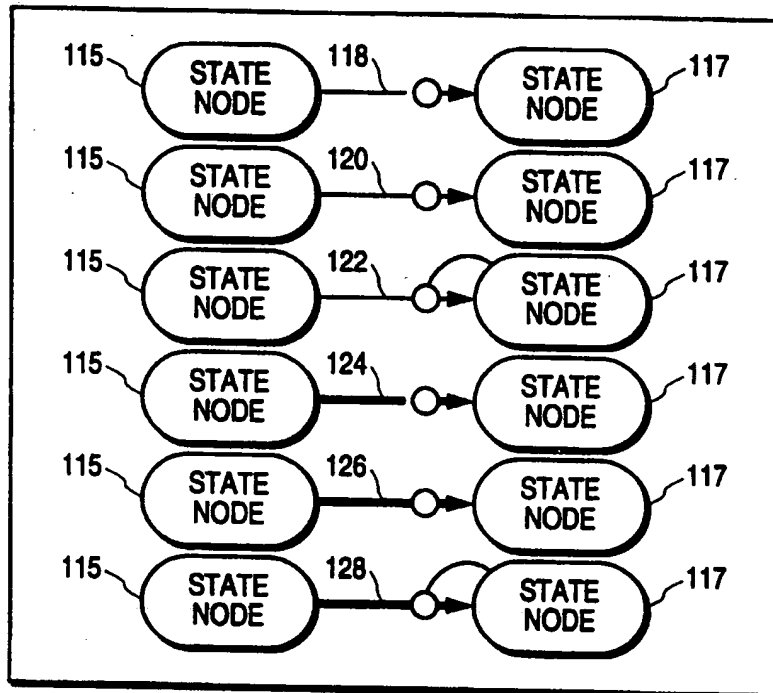 115 STATE NODE 118 STATE NODE 117
115 STATE NODE 120 STATE NODE 117
115 STATE NODE 122 STATE NODE 117
115 STATE NODE 124 STATE NODE 117
115 STATE NODE 126 STATE NODE 117
115 STATE NODE 128 STATE NODE 117